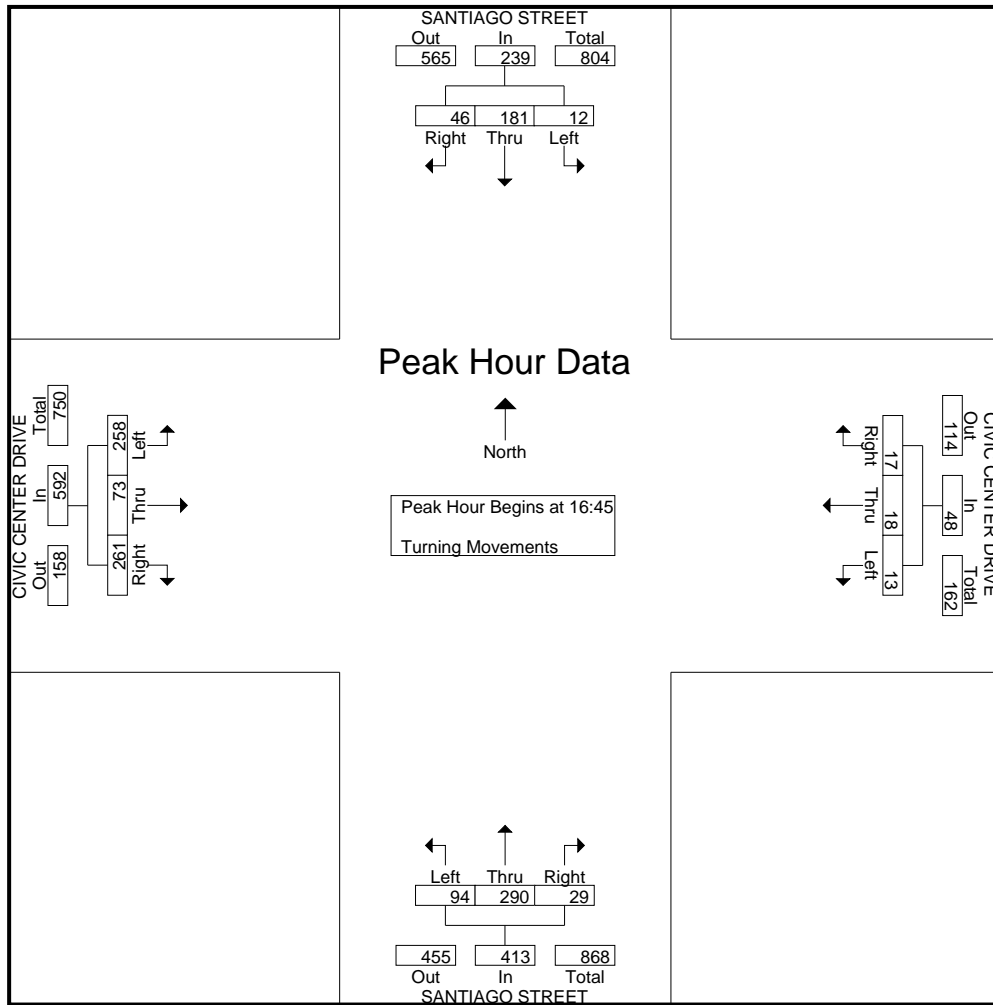 SANTIAGO STREET
Out In Total
565 239 804
46 181 12
Right Thru Left
Peak Hour Data
North
Peak Hour Begins at 16:45
Turning Movements
CIVIC CENTER DRIVE
Total In Out
750 592 158
258 73 261
Left Thru Right
CIVIC CENTER DRIVE
Out In Total
114 48 162
17 18 13
Right Thru Left
Left Thru Right
94 290 29
455 413 868
Out In Total
SANTIAGO STREET